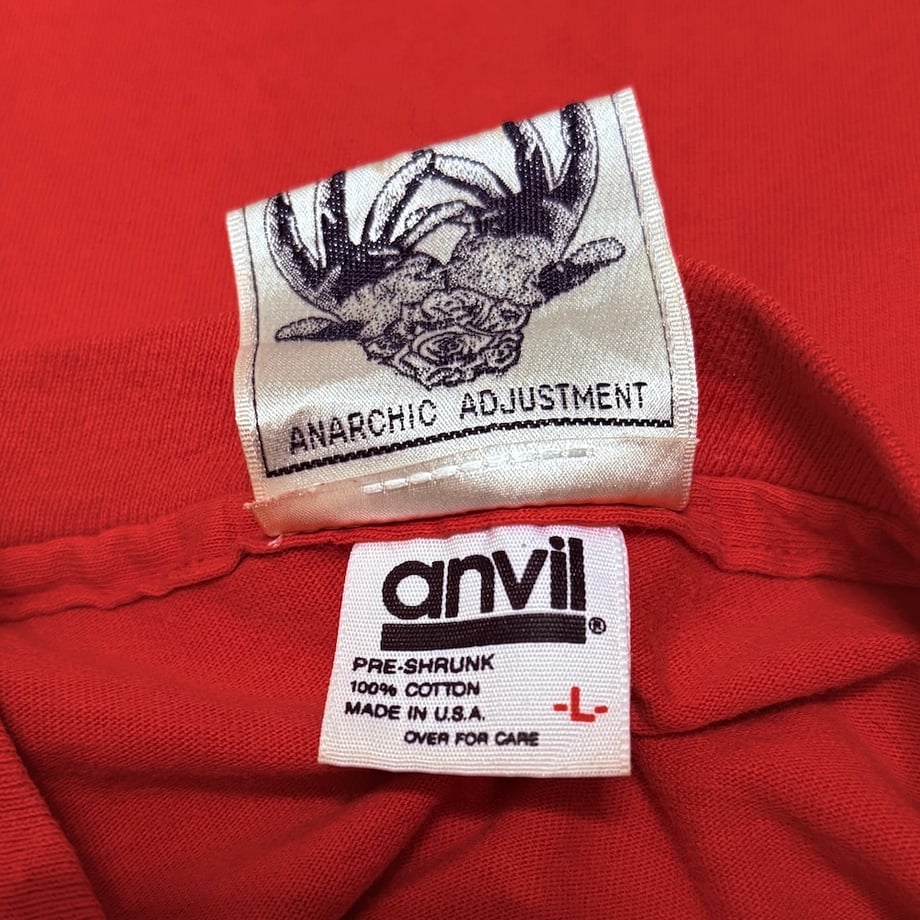 ANARCHIC ADJUSTMENT
anvil®
PRE-SHRUNK
100% COTTON
MADE IN U.S.A.
-L-
OVER FOR CARE